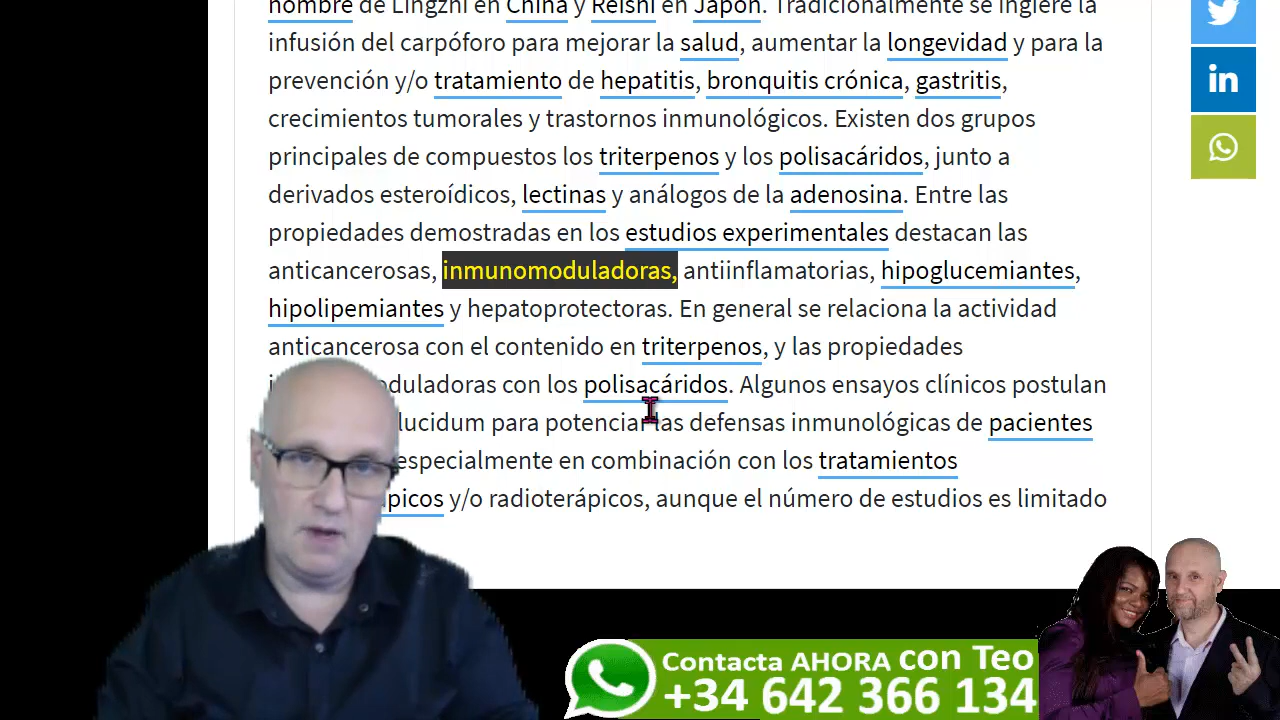 nombre de Lingzhi en China y Reishi en Japón. Tradicionalmente se ingiere la
infusión del carpóforo para mejorar la salud, aumentar la longevidad y para la
prevención y/o tratamiento de hepatitis, bronquitis crónica, gastritis,
crecimientos tumorales y trastornos inmunológicos. Existen dos grupos
principales de compuestos los triterpenos y los polisacáridos, junto a
derivados esteroídicos, lectinas y análogos de la adenosina. Entre las
propiedades demostradas en los estudios experimentales destacan las
anticancerosas, inmunomoduladoras, antiinflamatorias, hipoglucemiantes,
hipolipemiantes y hepatoprotectoras. En general se relaciona la actividad
anticancerosa con el contenido en triterpenos, y las propiedades
duladoras con los polisacáridos. Algunos ensayos clínicos postulan
lucidum para potenciar las defensas inmunológicas de pacientes
especialmente en combinación con los tratamientos
picos y/o radioterápicos, aunque el número de estudios es limitado
in
Contacta AHORA con Teo
+34 642 366 134